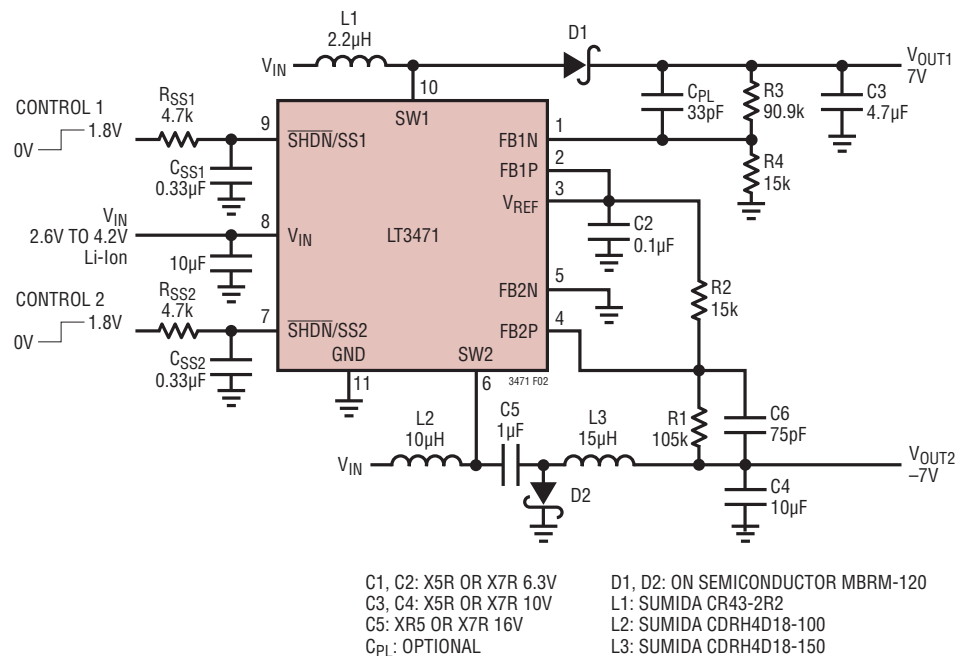 L1
2.2µH
D1
VIN
VOUT1
7V
10
SW1
CPL
33pF
R3
90.9k
C3
4.7µF
CONTROL 1
0V
1.8V
RSS1
4.7k
9
SHDN/SS1
CSS1
0.33µF
1
FB1N
2
FB1P
3
VREF
R4
15k
C2
0.1µF
VIN
2.6V TO 4.2V
Li-Ion
8
VIN
10µF
LT3471
5
FB2N
4
FB2P
R2
15k
CONTROL 2
0V
1.8V
RSS2
4.7k
7
SHDN/SS2
CSS2
0.33µF
GND
11
SW2
6
3471 F02
L2
10µH
VIN
C5
1µF
L3
15µH
D2
R1
105k
C6
75pF
VOUT2
–7V
C4
10µF
C1, C2: X5R OR X7R 6.3V
C3, C4: X5R OR X7R 10V
C5: XR5 OR X7R 16V
CPL: OPTIONAL
D1, D2: ON SEMICONDUCTOR MBRM-120
L1: SUMIDA CR43-2R2
L2: SUMIDA CDRH4D18-100
L3: SUMIDA CDRH4D18-150